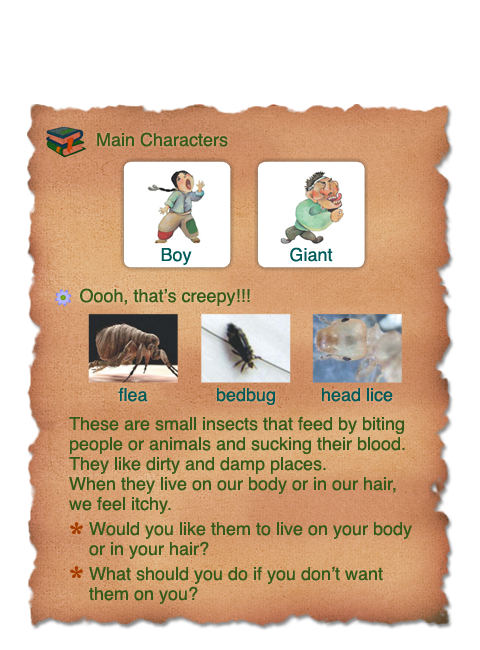 Main Characters
Boy
Giant
Oooh, that's creepy!!!
flea
bedbug
head lice
These are small insects that feed by biting
people or animals and sucking their blood.
They like dirty and damp places.
When they live on our body or in our hair,
we feel itchy.
* Would you like them to live on your body
or in your hair?
* What should you do if you don't want
them on you?